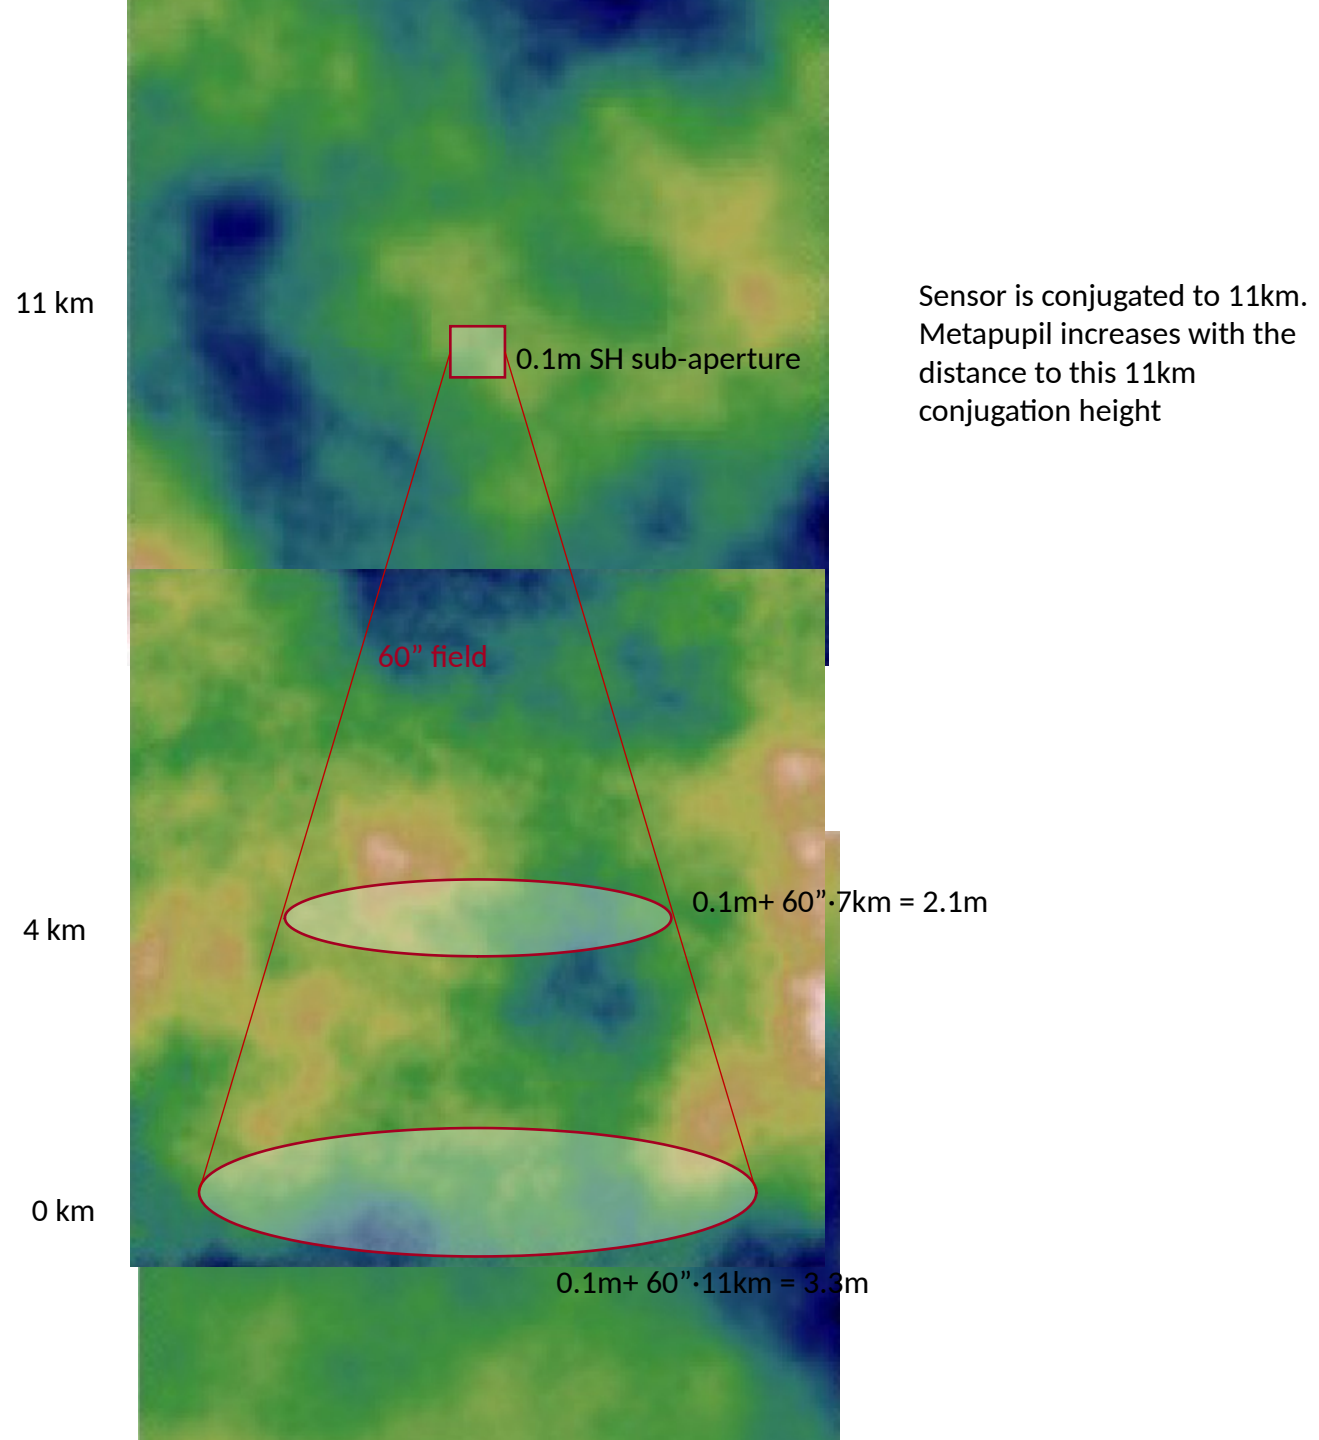 11 km
Sensor is conjugated to 11km.
Metapupil increases with the
distance to this 11km
conjugation height
0.1m SH sub-aperture
60” field
0.1m+ 60”·7km = 2.1m
4 km
0 km
0.1m+ 60”·11km = 3.3m